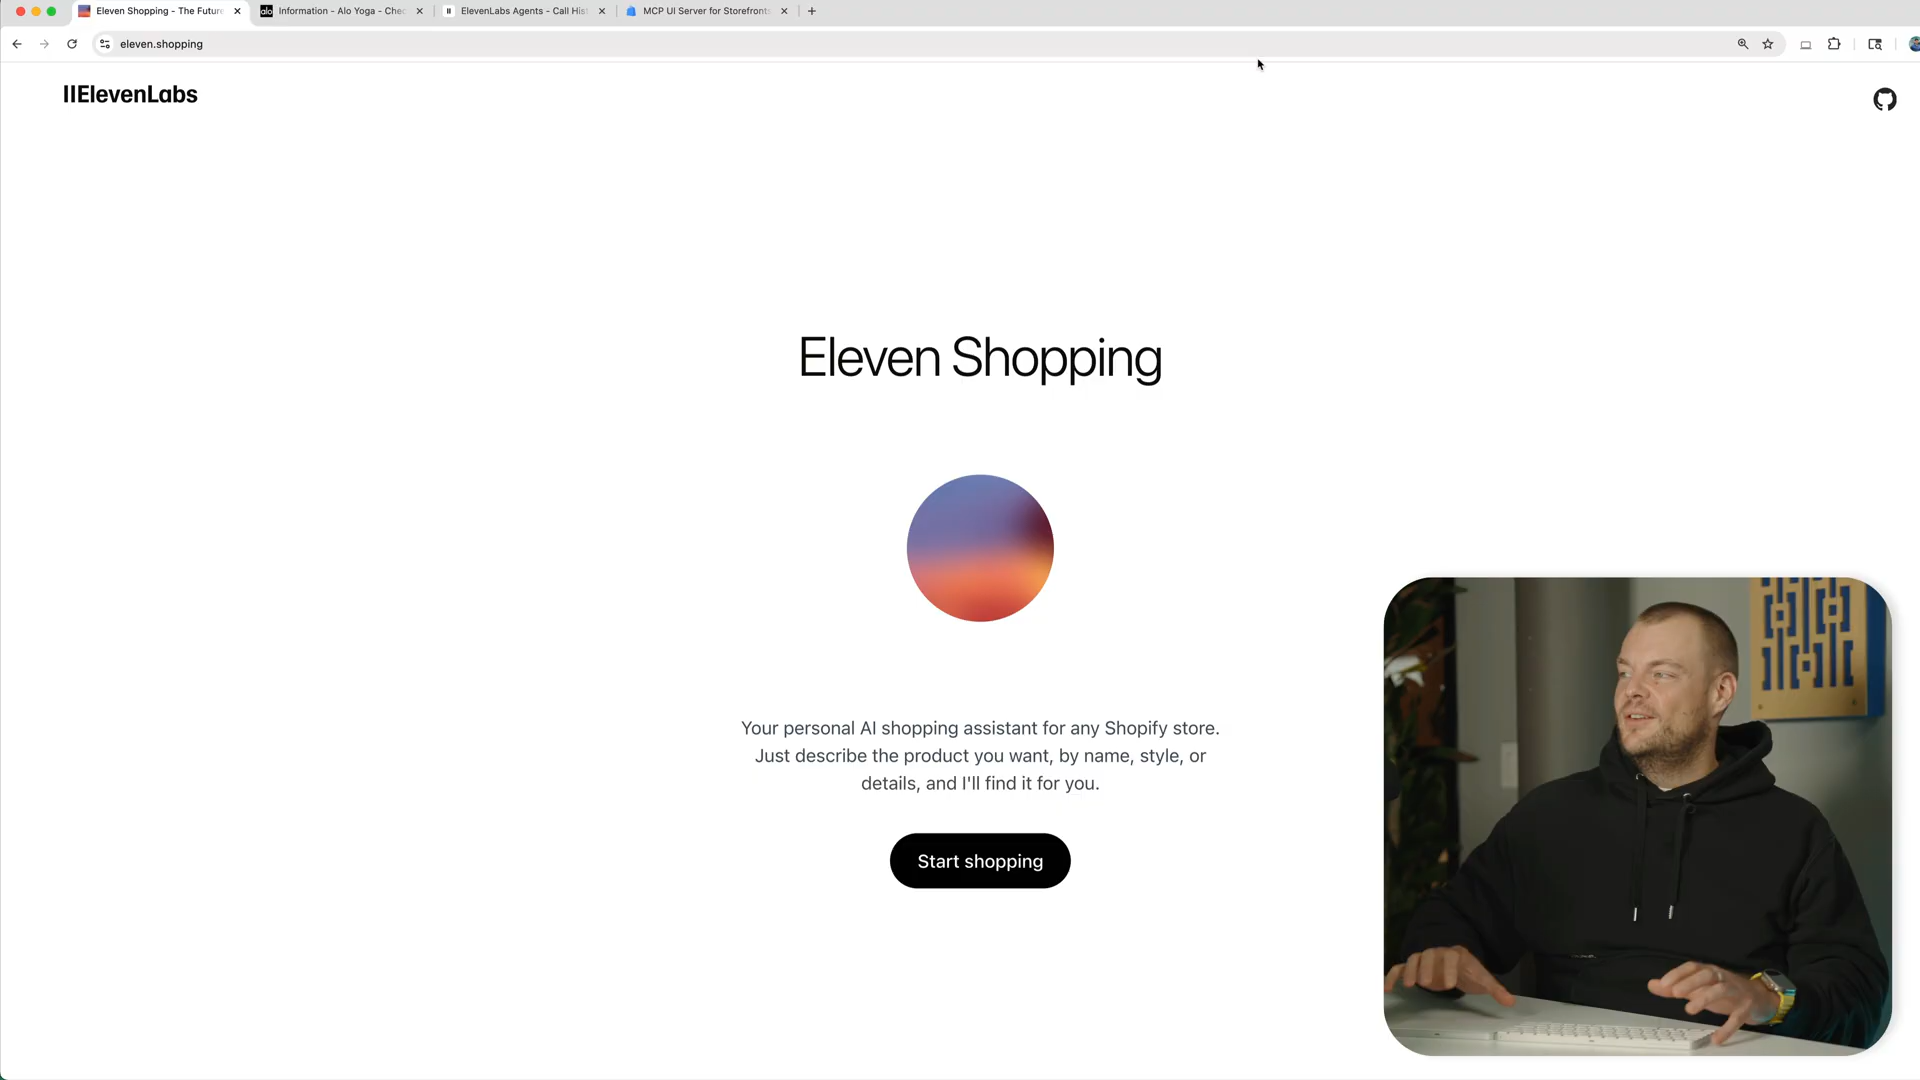 Eleven Shopping - The Future
Information - Alo Yoga - Chec
ElevenLabs Agents - Call His
MCP UI Server for Storefronts
eleven.shopping
IIElevenLabs
Eleven Shopping
Your personal AI shopping assistant for any Shopify store.
Just describe the product you want, by name, style, or
details, and I'll find it for you.
Start shopping